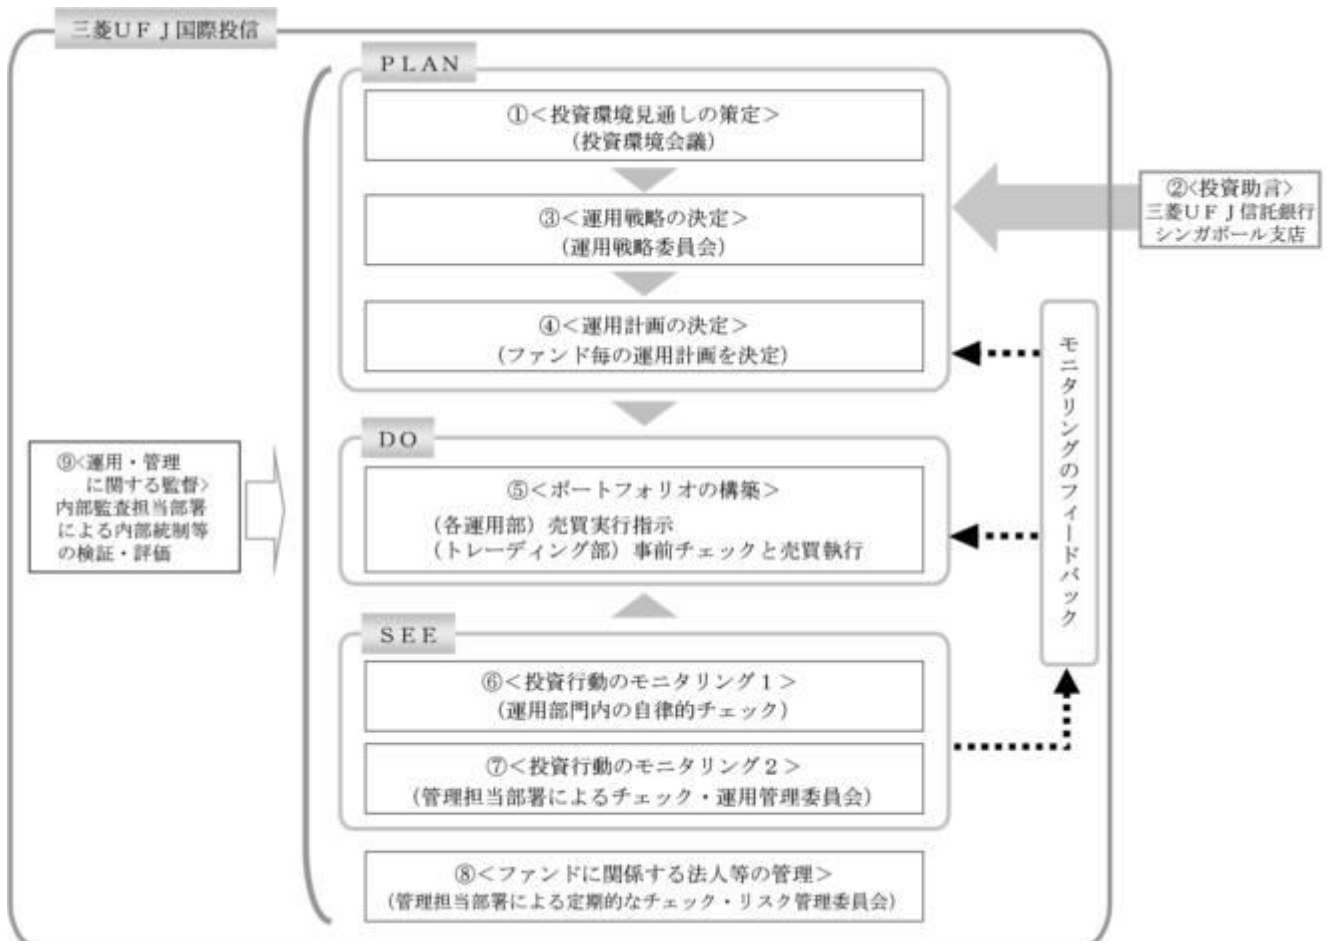 三菱ＵＦＪ国際投信
ＰＬＡＮ
①＜投資環境見通しの策定＞
(投資環境会議)
②<投資助言>
三菱ＵＦＪ信託銀行
シンガポール支店
③＜運用戦略の決定＞
(運用戦略委員会)
④＜運用計画の決定＞
(ファンド毎の運用計画を決定)
モニタリングのフィードバック
ＤＯ
⑤＜ポートフォリオの構築＞
(各運用部）売買実行指示
(トレーディング部）事前チェックと売買執行
⑨<運用・管理
に関する監督>
内部監査担当部署
による内部統制等
の検証・評価
ＳＥＥ
⑥＜投資行動のモニタリング１＞
(運用部門内の自律的チェック)
⑦＜投資行動のモニタリング２＞
(管理担当部署によるチェック・運用管理委員会)
⑧＜ファンドに関係する法人等の管理＞
(管理担当部署による定期的なチェック・リスク管理委員会)